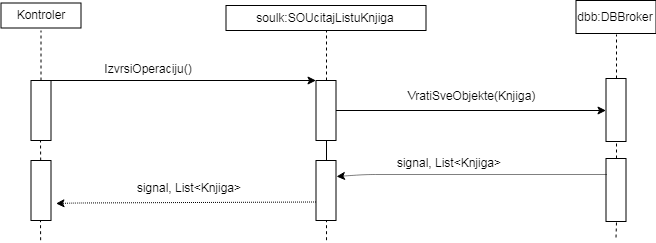 Kontroler
soulk:SOUcitajListuKnjiga
dbb:DBBroker
IzvrsiOperaciju()
VratiSveObjekte(Knjiga)
signal, List<Knjiga>
signal, List<Knjiga>